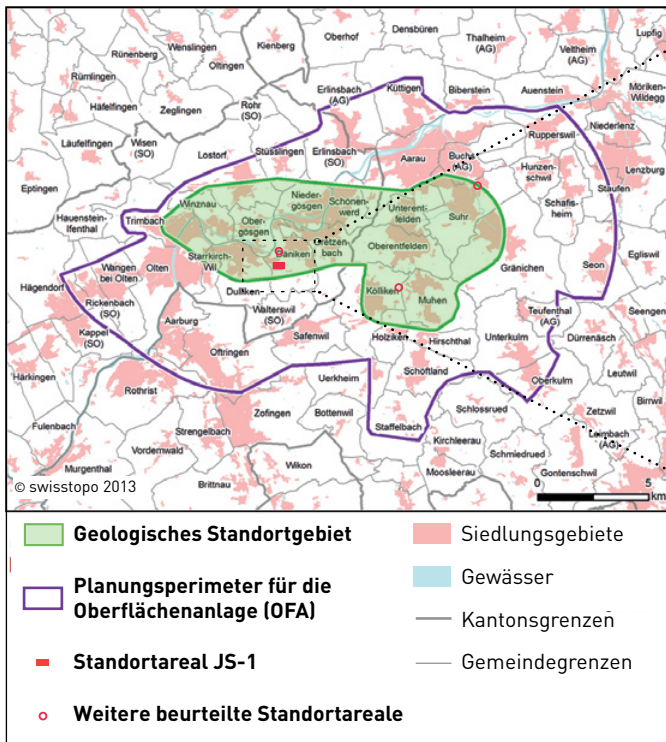 Densbüren
Lupfig
Wenslingen
Oberhof
Thalheim
(AG)
Veltheim
(AG)
Rünenberg
Kienberg
Oltingen
Rümlingen
Möriken-
Wildegg
Erlinsbach
(AG)
Küttigen
Biberstein
Auenstein
Häfelfingen
Zeglingen
Rohr
(SO)
Niederlenz
Rupperswil
Läufelfingen
Wisen
(SO)
Lostorf
Stüsslingen
Erlinsbach
(SO)
Aarau
Buchs
(AG)
Hunzen-
schwil
Lenzburg
Eptingen
Staufen
Winznau
Nieder-
gösgen
Schönen-
werd
Unterent-
felden
Suhr
Schafis-
heim
Hauenstein-
Ifenthal
Trimbach
Ober-
gösgen
Gretzen-
bach
Oberentfelden
Egliswil
Starrkirch-
Wil
Däniken
Gränichen
Seon
Wangen
bei Olten
Olten
Hägendorf
Dulliken
Kölliken
Muhen
Seengen
Rickenbach
(SO)
Walterswil
(SO)
Teufenthal
(AG)
Kappel
(SO)
Aarburg
Safenwil
Holziken
Hirschthal
Unterkulm
Dürrenäsch
Oftringen
Schöftland
Leutwil
Härkingen
Rothrist
Uerkheim
Oberkulm
Birrwil
Zofingen
Bottenwil
Schlossrued
Zetzwil
Fulenbach
Strengelbach
Staffelbach
Kirchleerau
Leimbach
(AG)
Vordemwald
Schmiedrued
Murgenthal
Wikon
Moosleerau
Gontenschwil
Brittnau
© swisstopo 2013
0 5
km
Geologisches Standortgebiet
Planungsperimeter für die
Oberflächenanlage (OFA)
Standortareal JS-1
Weitere beurteilte Standortareale
Siedlungsgebiete
Gewässer
Kantonsgrenzen
Gemeindegrenzen